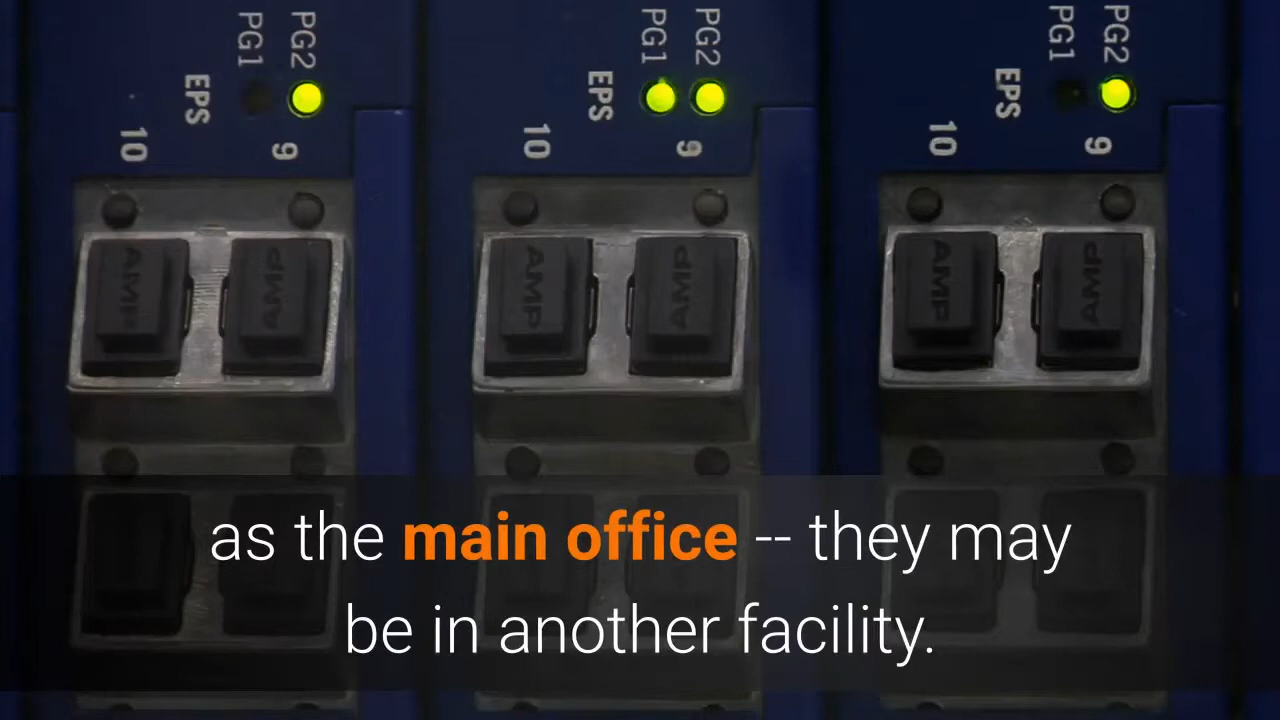 PG1 PG2 PG1 PG2 PG1 PG2
EPS EPS EPS
10 9 10 9 10 9
AMP AMP AMP AMP AMP AMP
as the main office -- they may
be in another facility.